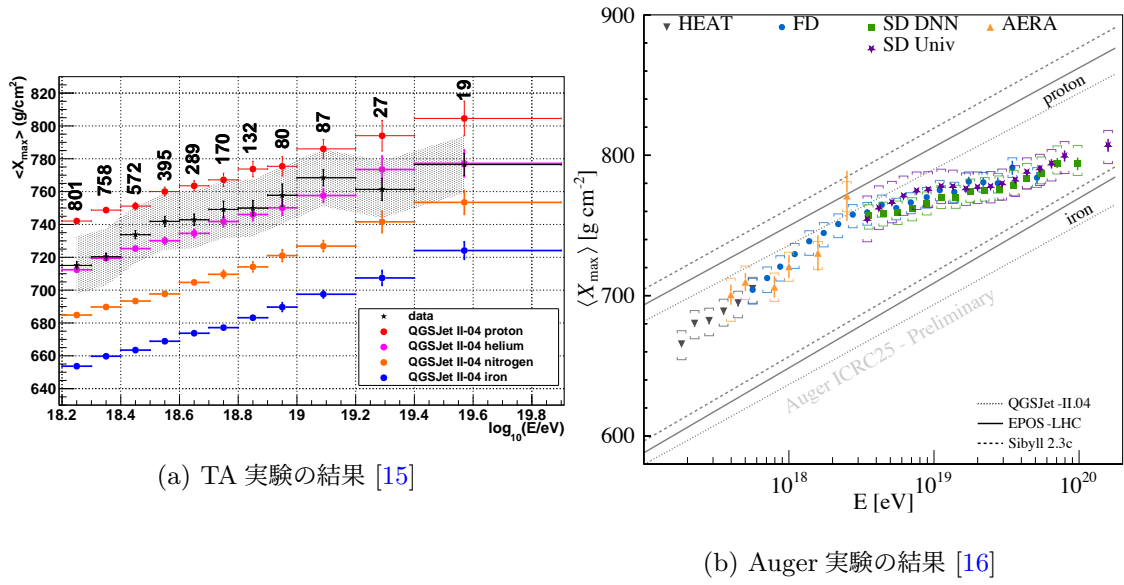 <X_max> (g/cm²)
820
800
780
760
740
720
700
680
660
640
801
758
572
395
289
170
132
80
87
27
19
data
QGSJet II-04 proton
QGSJet II-04 helium
QGSJet II-04 nitrogen
QGSJet II-04 iron
18.2 18.4 18.6 18.8 19 19.2 19.4 19.6 19.8
log₁₀(E/eV)
(a) TA 実験の結果 [15]
HEAT FD SD DNN AERA
SD Univ
⟨X_max⟩ [g cm⁻²]
900
800
700
600
proton
iron
Auger ICRC25 - Preliminary
QGSJet-II.04
EPOS-LHC
Sibyll 2.3c
10¹⁸ 10¹⁹ 10²⁰
E [eV]
(b) Auger 実験の結果 [16]